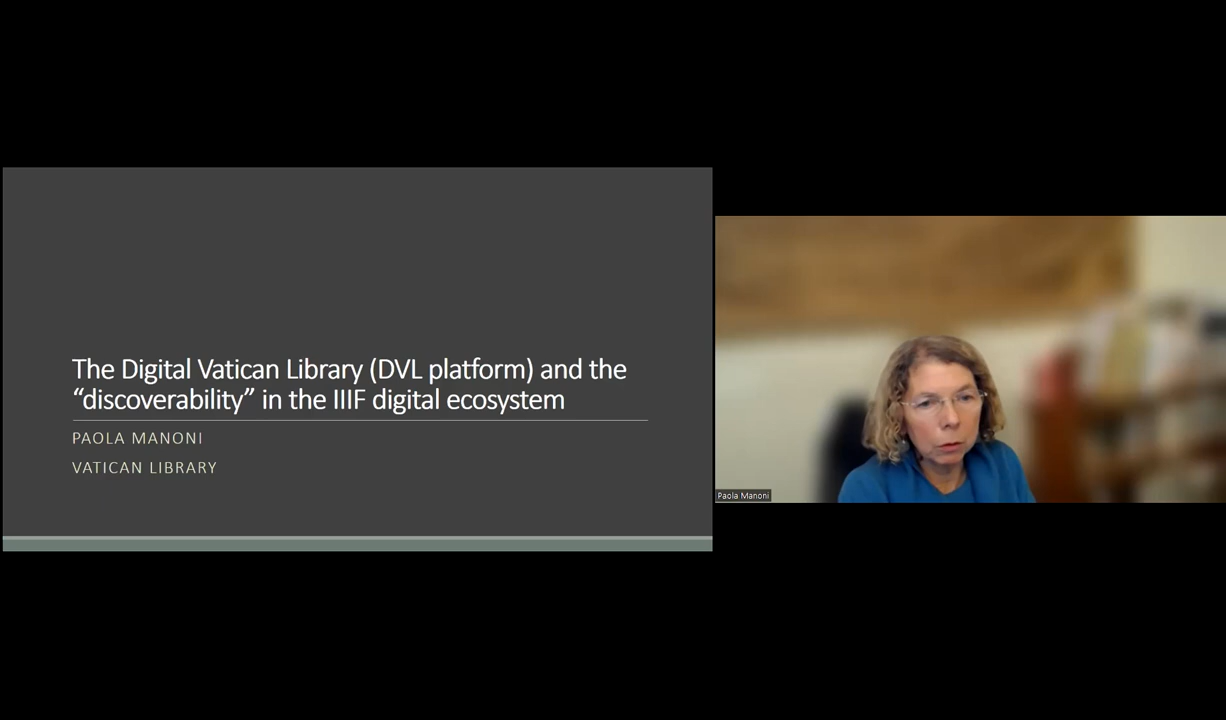 The Digital Vatican Library (DVL platform) and the
“discoverability” in the IIIF digital ecosystem
PAOLA MANONI
VATICAN LIBRARY
Paola Manoni